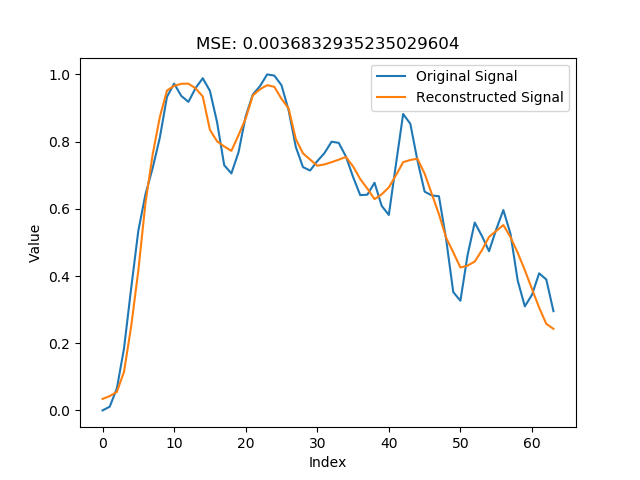 MSE: 0.0036832935235029604
Original Signal
Reconstructed Signal
1.0
0.8
0.6
0.4
0.2
0.0
Value
0 10 20 30 40 50 60
Index